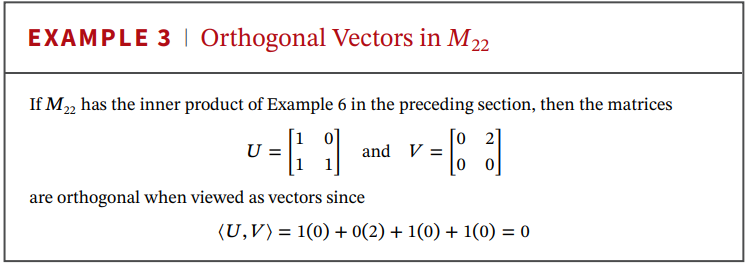 EXAMPLE 3 | Orthogonal Vectors in M₂₂
If M₂₂ has the inner product of Example 6 in the preceding section, then the matrices
U = [1 0; 1 1] and V = [0 2; 0 0]
are orthogonal when viewed as vectors since
⟨U, V⟩ = 1(0) + 0(2) + 1(0) + 1(0) = 0